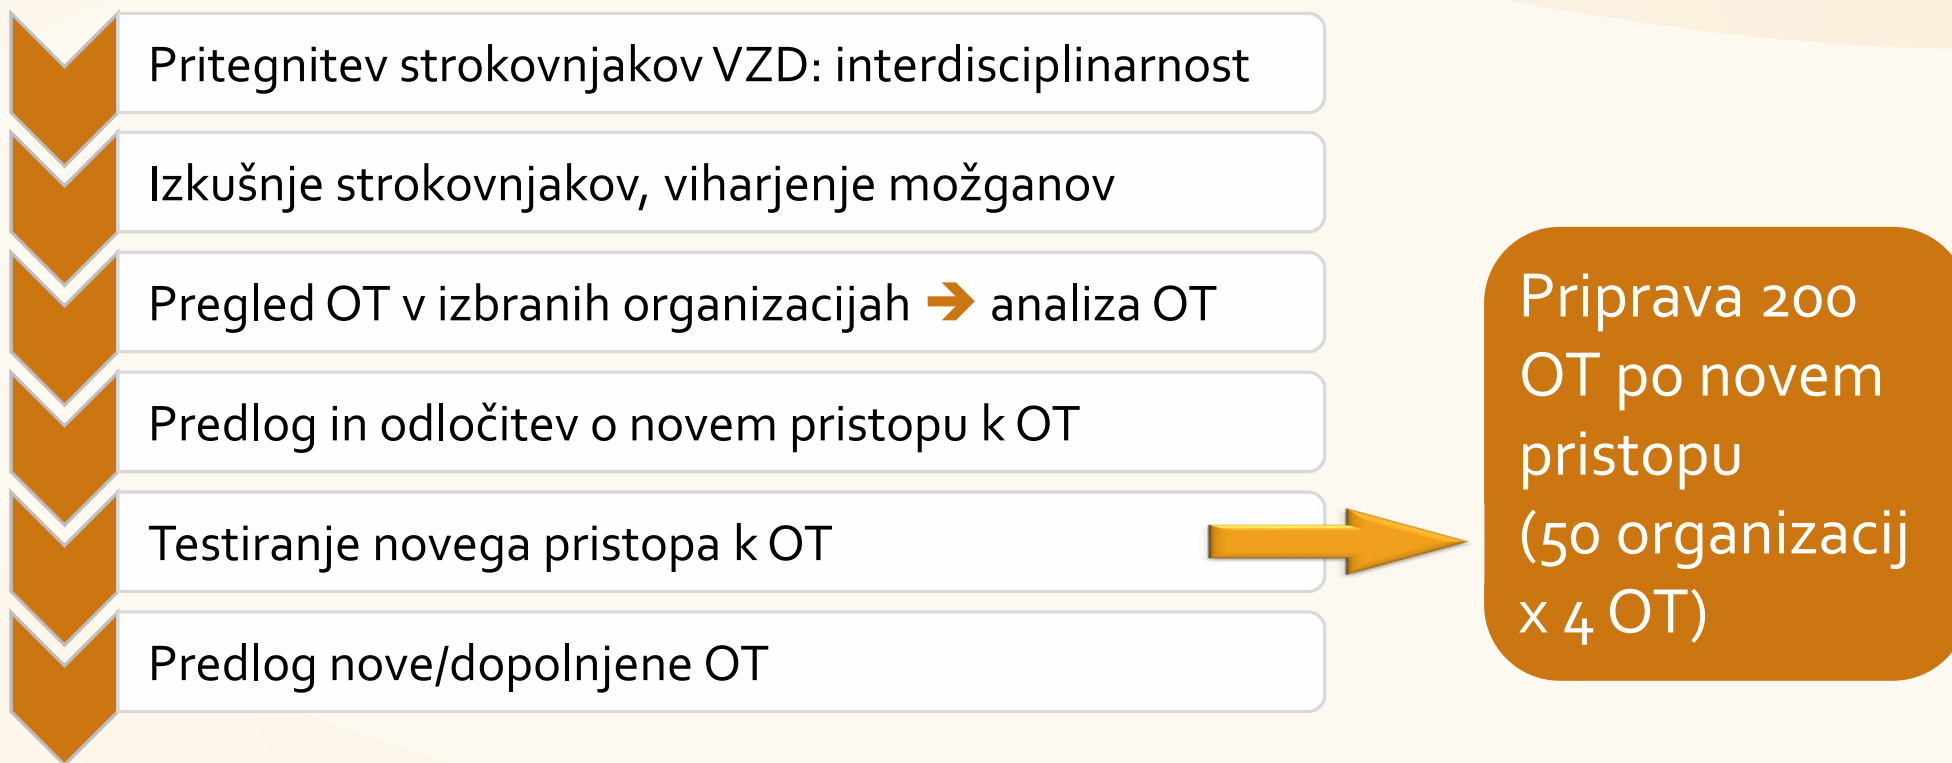 Pritegnitev strokovnjakov VZD: interdisciplinarnost
Izkušnje strokovnjakov, viharjenje možganov
Pregled OT v izbranih organizacijah ➔ analiza OT
Predlog in odločitev o novem pristopu k OT
Testiranje novega pristopa k OT
Predlog nove/dopolnjene OT
Priprava 200
OT po novem
pristopu
(50 organizacij
x 4 OT)